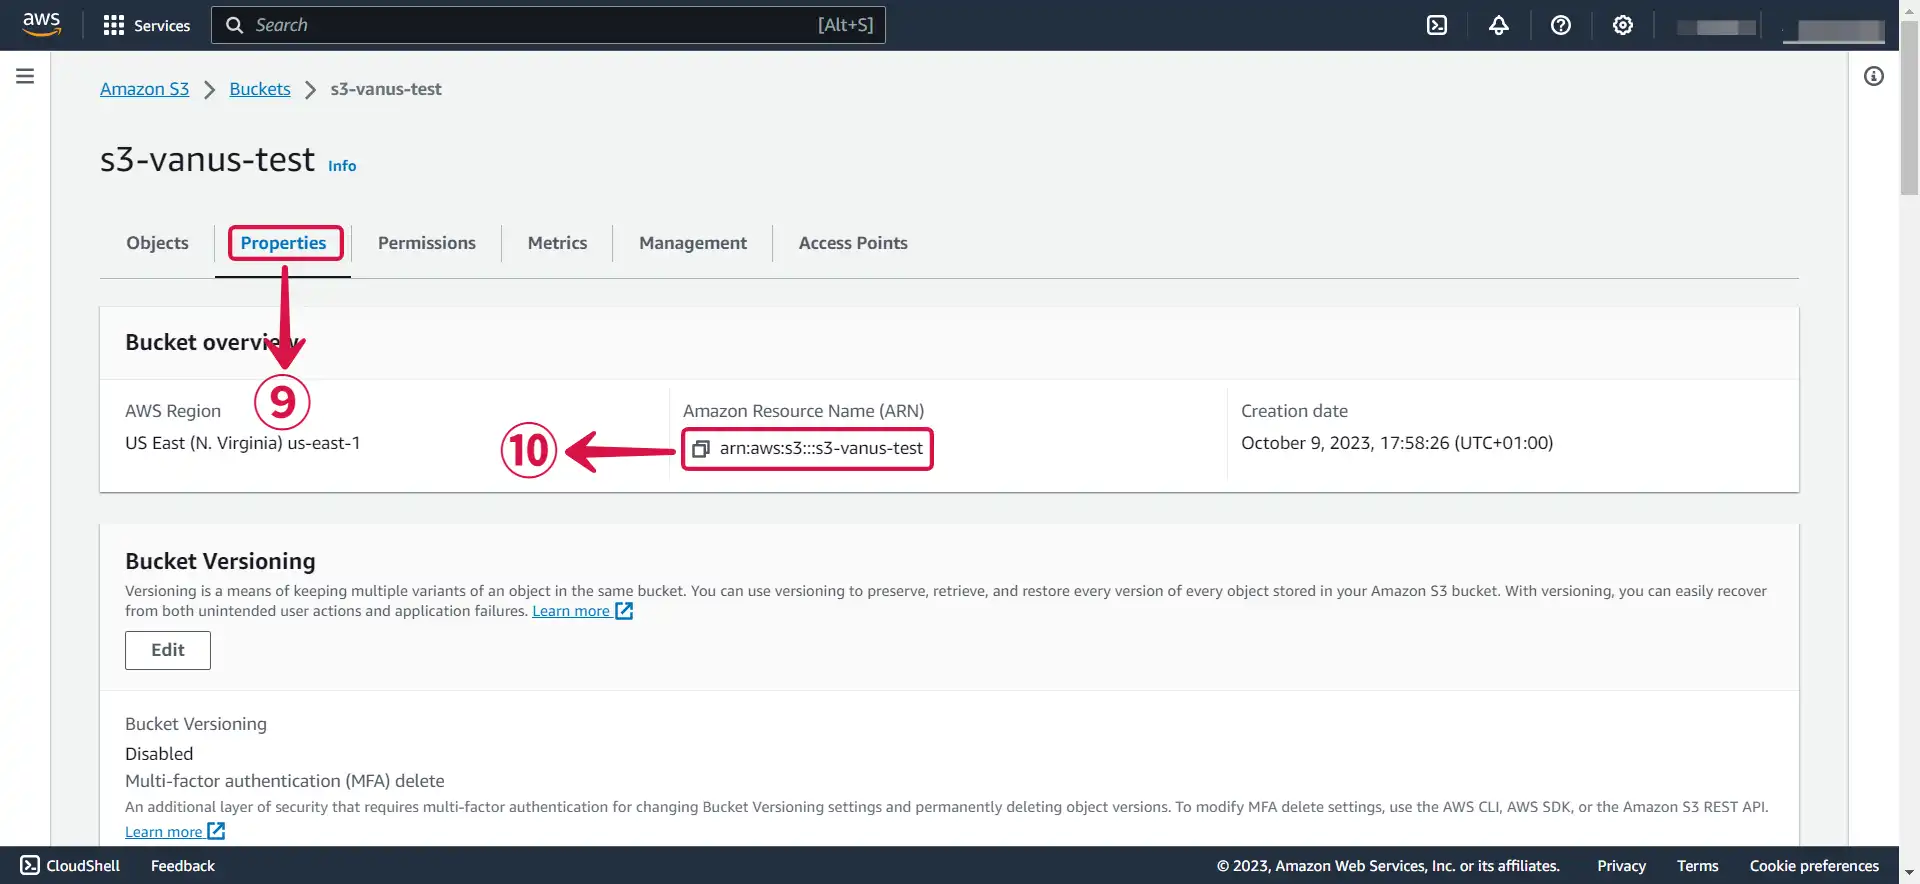 aws Services Search [Alt+S]
Amazon S3 Buckets s3-vanus-test
s3-vanus-test Info
Objects Properties Permissions Metrics Management Access Points
Bucket overview
AWS Region
US East (N. Virginia) us-east-1
9
10
Amazon Resource Name (ARN)
arn:aws:s3:::s3-vanus-test
Creation date
October 9, 2023, 17:58:26 (UTC+01:00)
Bucket Versioning
Versioning is a means of keeping multiple variants of an object in the same bucket. You can use versioning to preserve, retrieve, and restore every version of every object stored in your Amazon S3 bucket. With versioning, you can easily recover
from both unintended user actions and application failures. Learn more
Edit
Bucket Versioning
Disabled
Multi-factor authentication (MFA) delete
An additional layer of security that requires multi-factor authentication for changing Bucket Versioning settings and permanently deleting object versions. To modify MFA delete settings, use the AWS CLI, AWS SDK, or the Amazon S3 REST API.
Learn more
CloudShell Feedback © 2023, Amazon Web Services, Inc. or its affiliates. Privacy Terms Cookie preferences